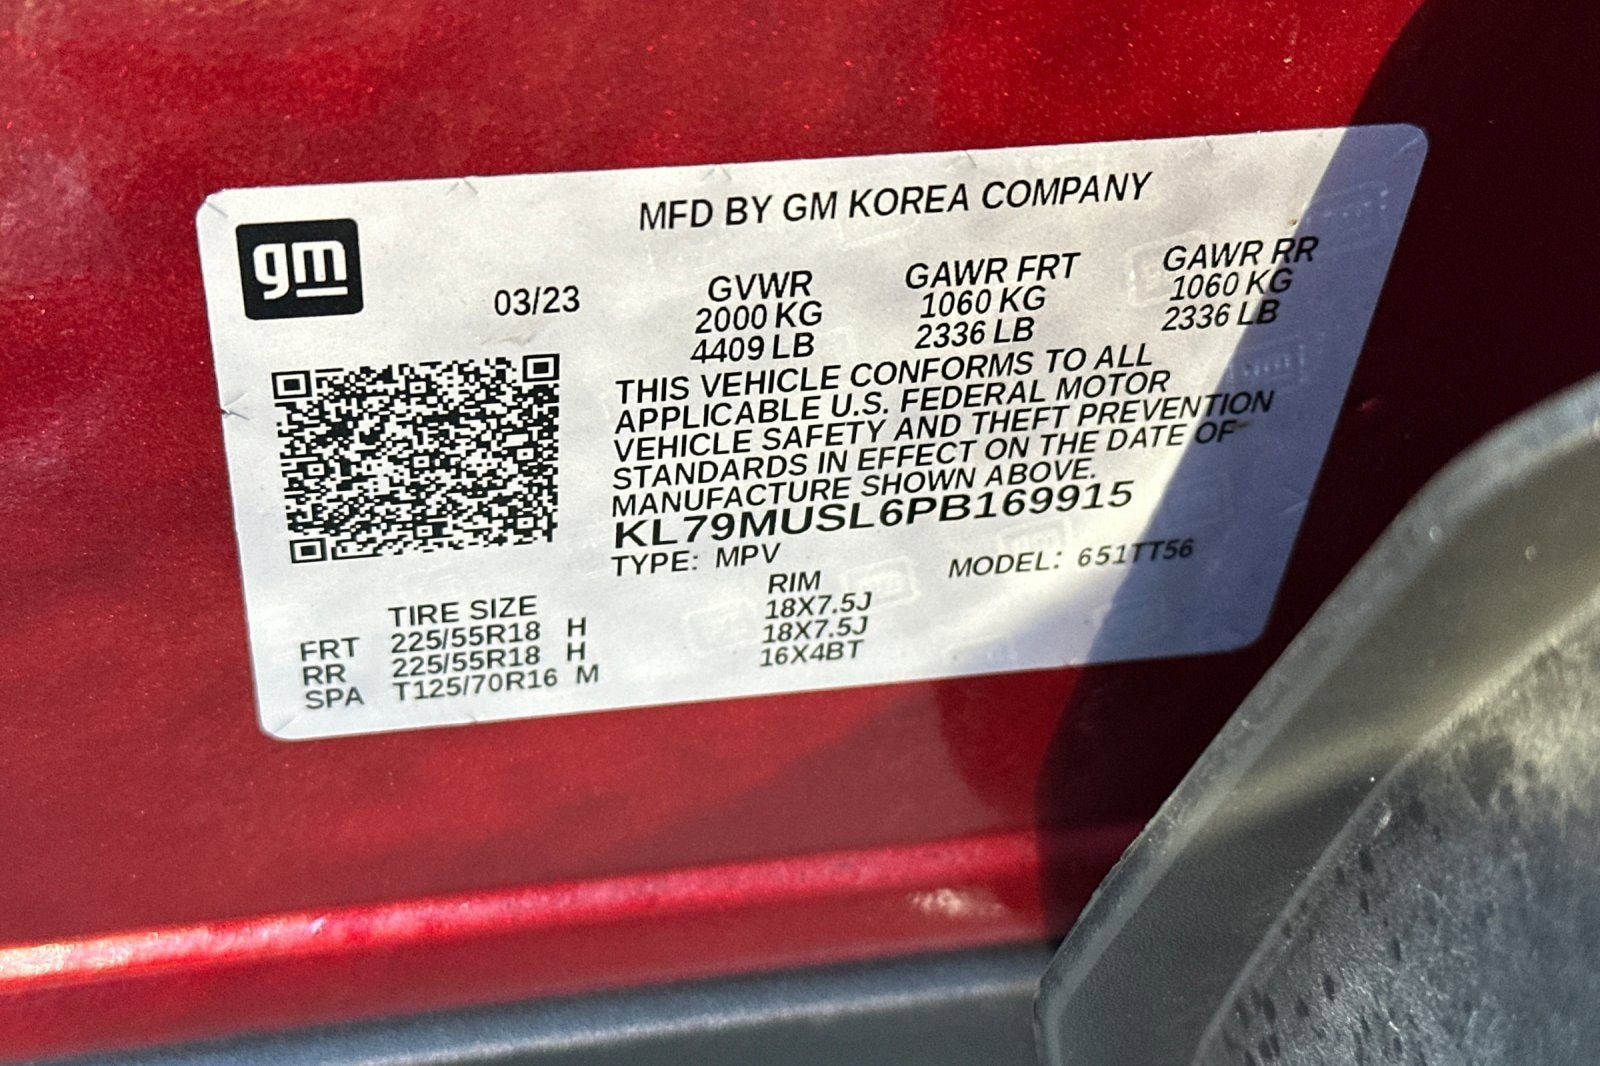 MFD BY GM KOREA COMPANY
gm
03/23
GVWR
2000 KG
4409 LB
GAWR FRT
1060 KG
2336 LB
GAWR RR
1060 KG
2336 LB
THIS VEHICLE CONFORMS TO ALL
APPLICABLE U.S. FEDERAL MOTOR
VEHICLE SAFETY AND THEFT PREVENTION
STANDARDS IN EFFECT ON THE DATE OF
MANUFACTURE SHOWN ABOVE.
KL79MUSL6PB169915
TYPE: MPV MODEL: 651TT56
TIRE SIZE RIM
FRT 225/55R18 H 18X7.5J
RR 225/55R18 H 18X7.5J
SPA T125/70R16 M 16X4BT